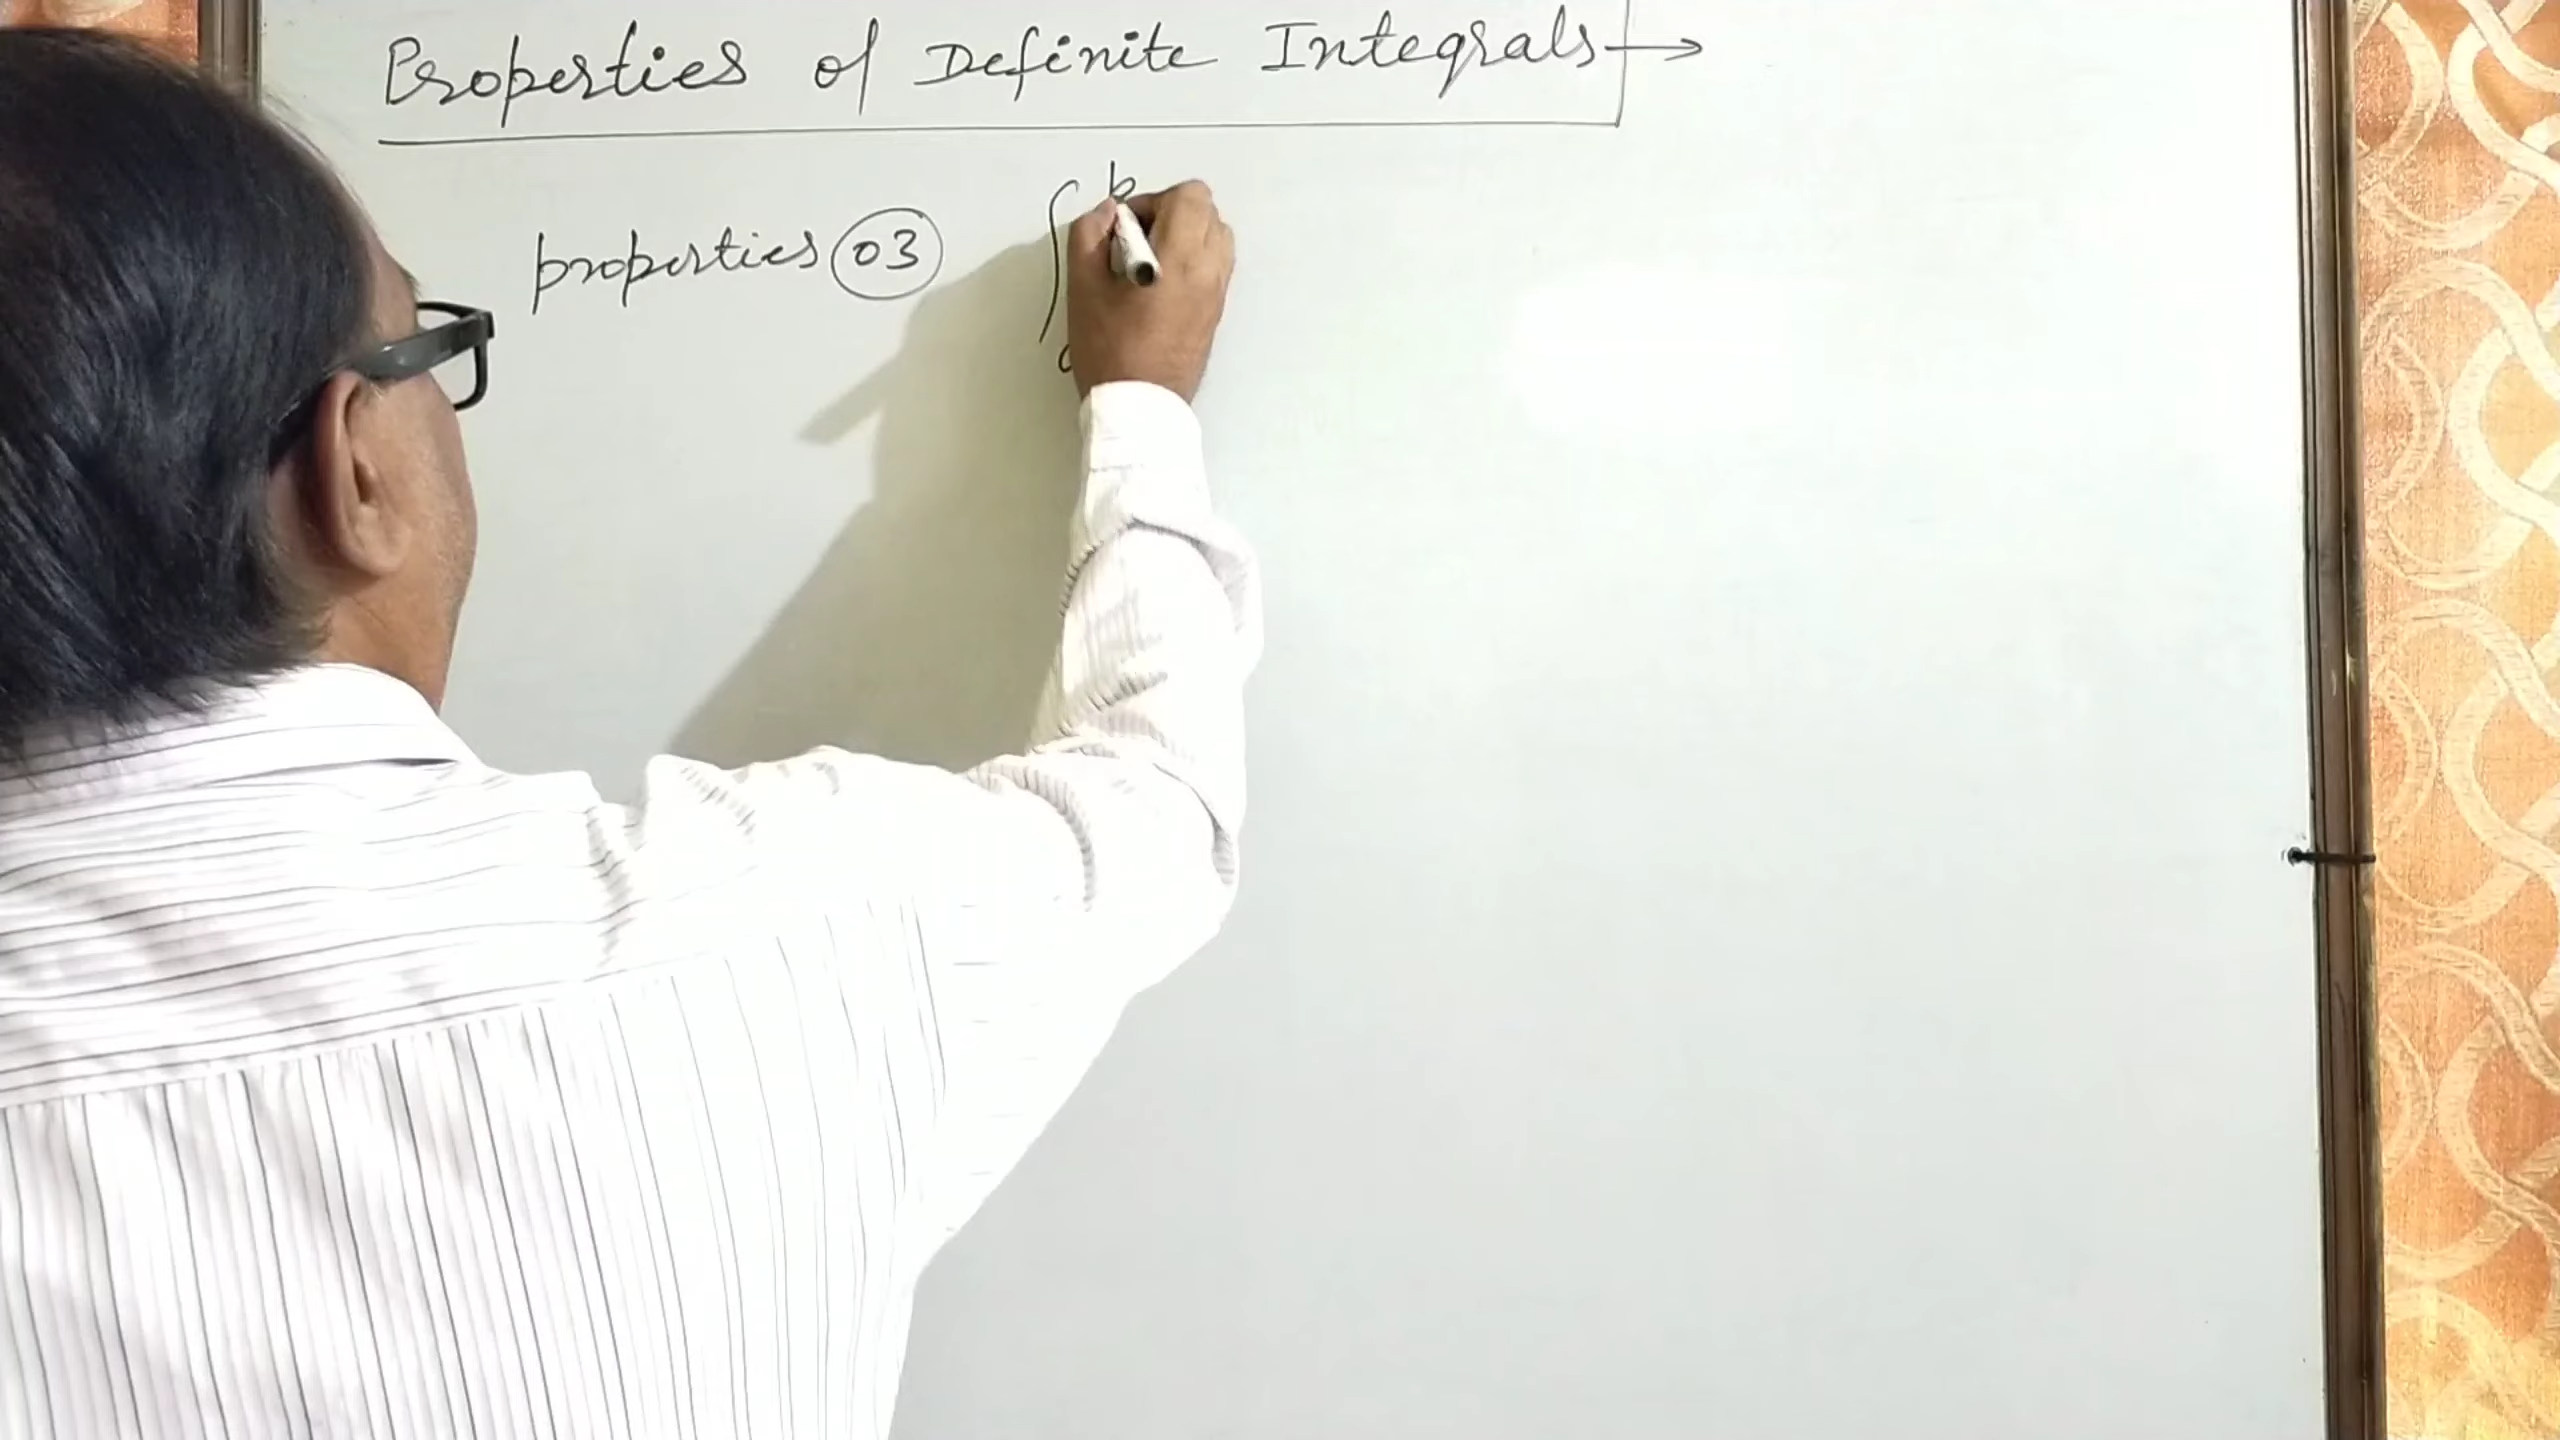 Properties of Definite Integrals →
properties 03 ∫ b
a